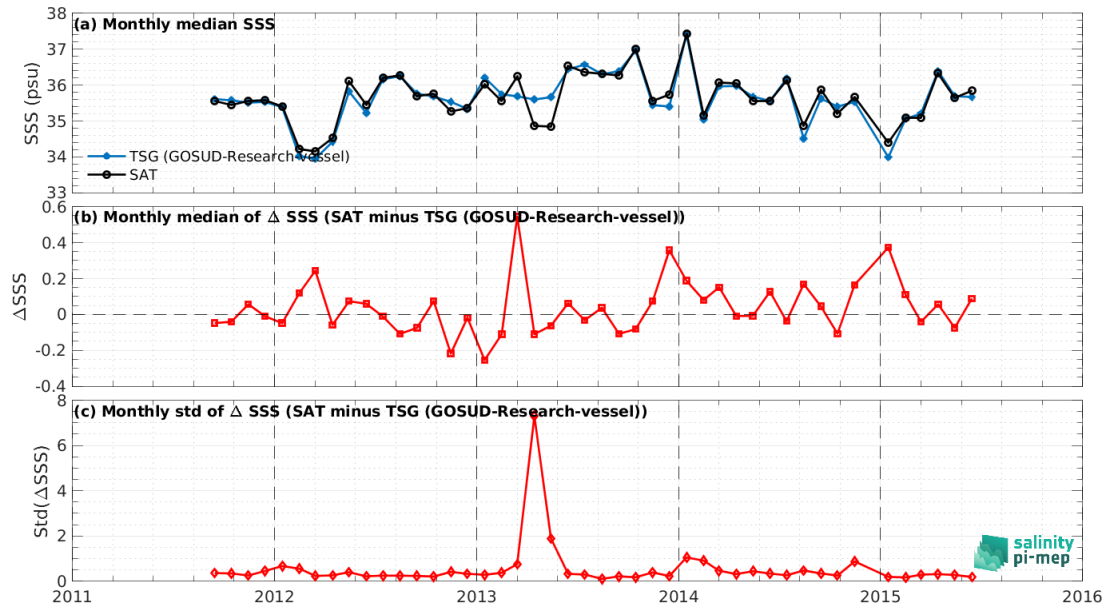 (a) Monthly median SSS
38
37
36
35
34
33
SSS (psu)
TSG (GOSUD-Research-vessel)
SAT
(b) Monthly median of Δ SSS (SAT minus TSG (GOSUD-Research-vessel))
0.6
0.4
0.2
0
-0.2
-0.4
ΔSSS
(c) Monthly std of Δ SSS (SAT minus TSG (GOSUD-Research-vessel))
8
6
4
2
0
Std(ΔSSS)
salinity
pi-mep
2011 2012 2013 2014 2015 2016